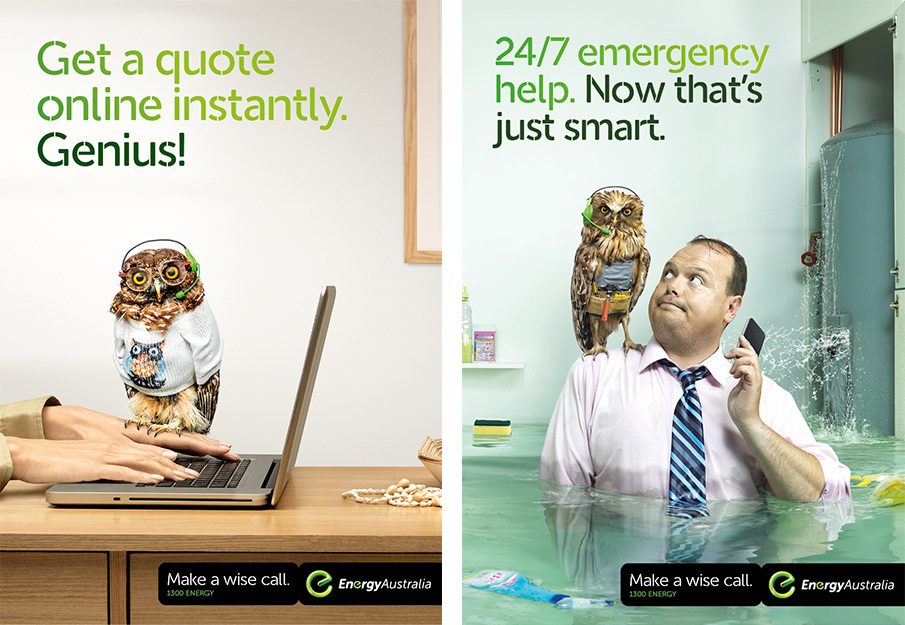 Get a quote
online instantly.
Genius!
Make a wise call.
1300 ENERGY
EnergyAustralia
24/7 emergency
help. Now that's
just smart.
Make a wise call.
1300 ENERGY
EnergyAustralia